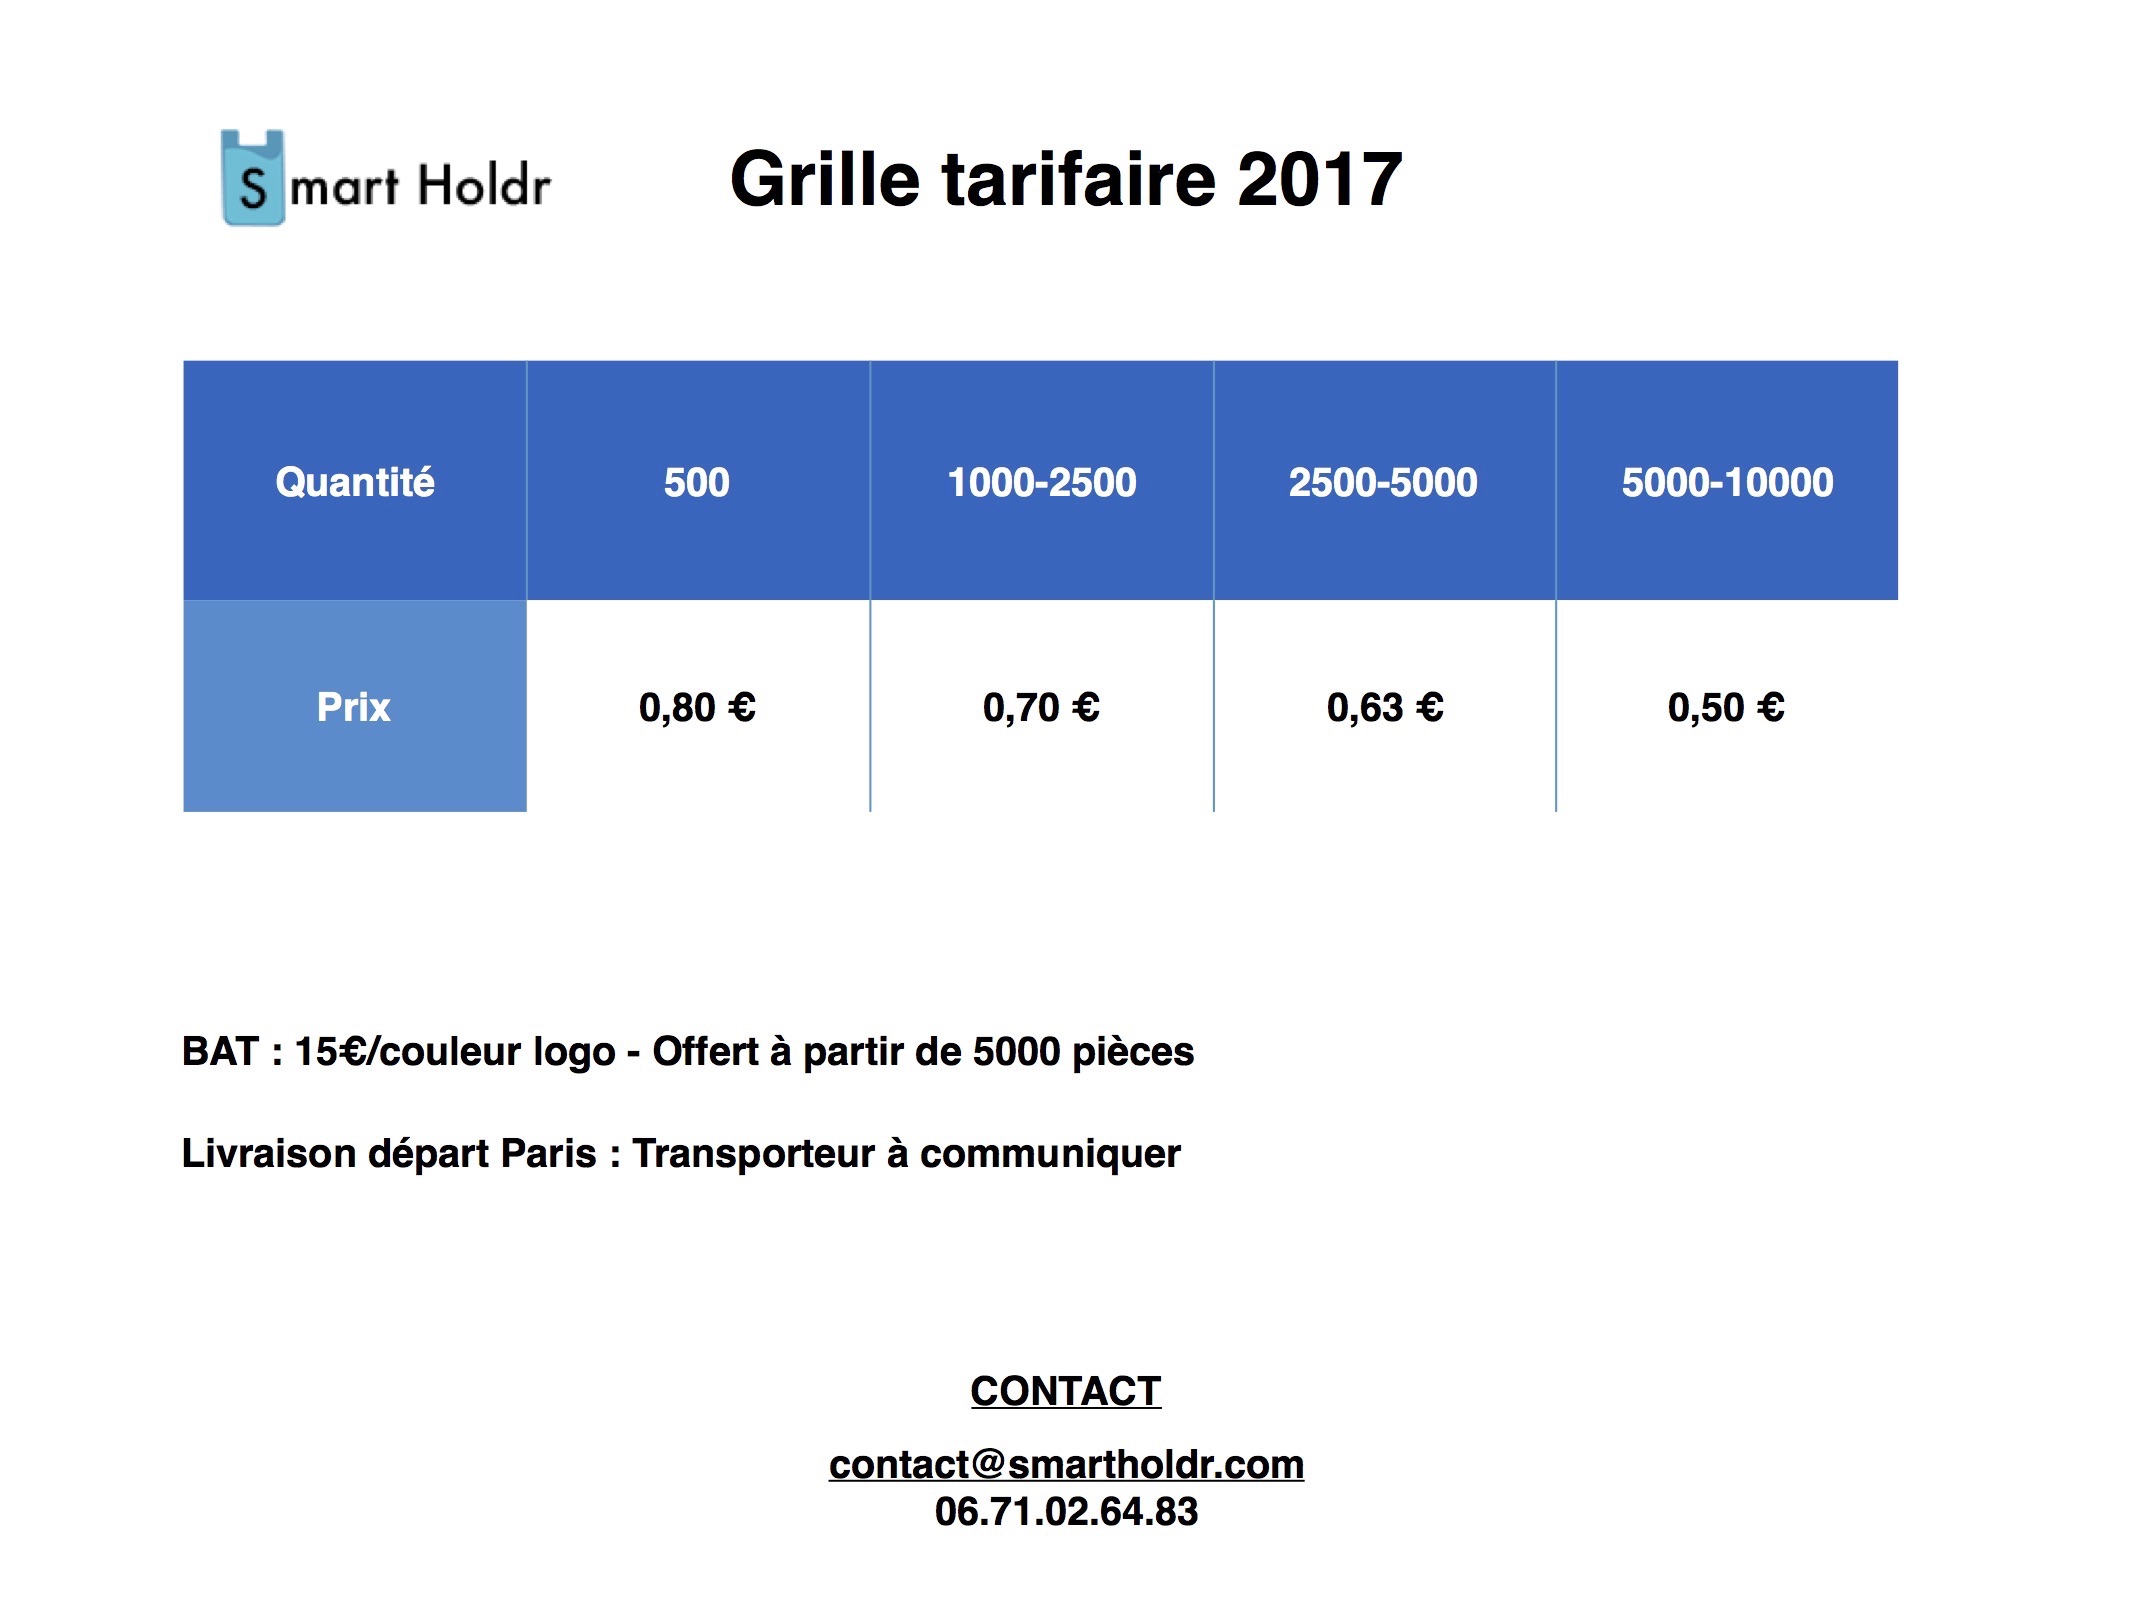 Smart Holdr
Grille tarifaire 2017
Quantité 500 1000-2500 2500-5000 5000-10000
Prix 0,80 € 0,70 € 0,63 € 0,50 €
BAT : 15€/couleur logo - Offert à partir de 5000 pièces
Livraison départ Paris : Transporteur à communiquer
CONTACT
contact@smartholdr.com
06.71.02.64.83